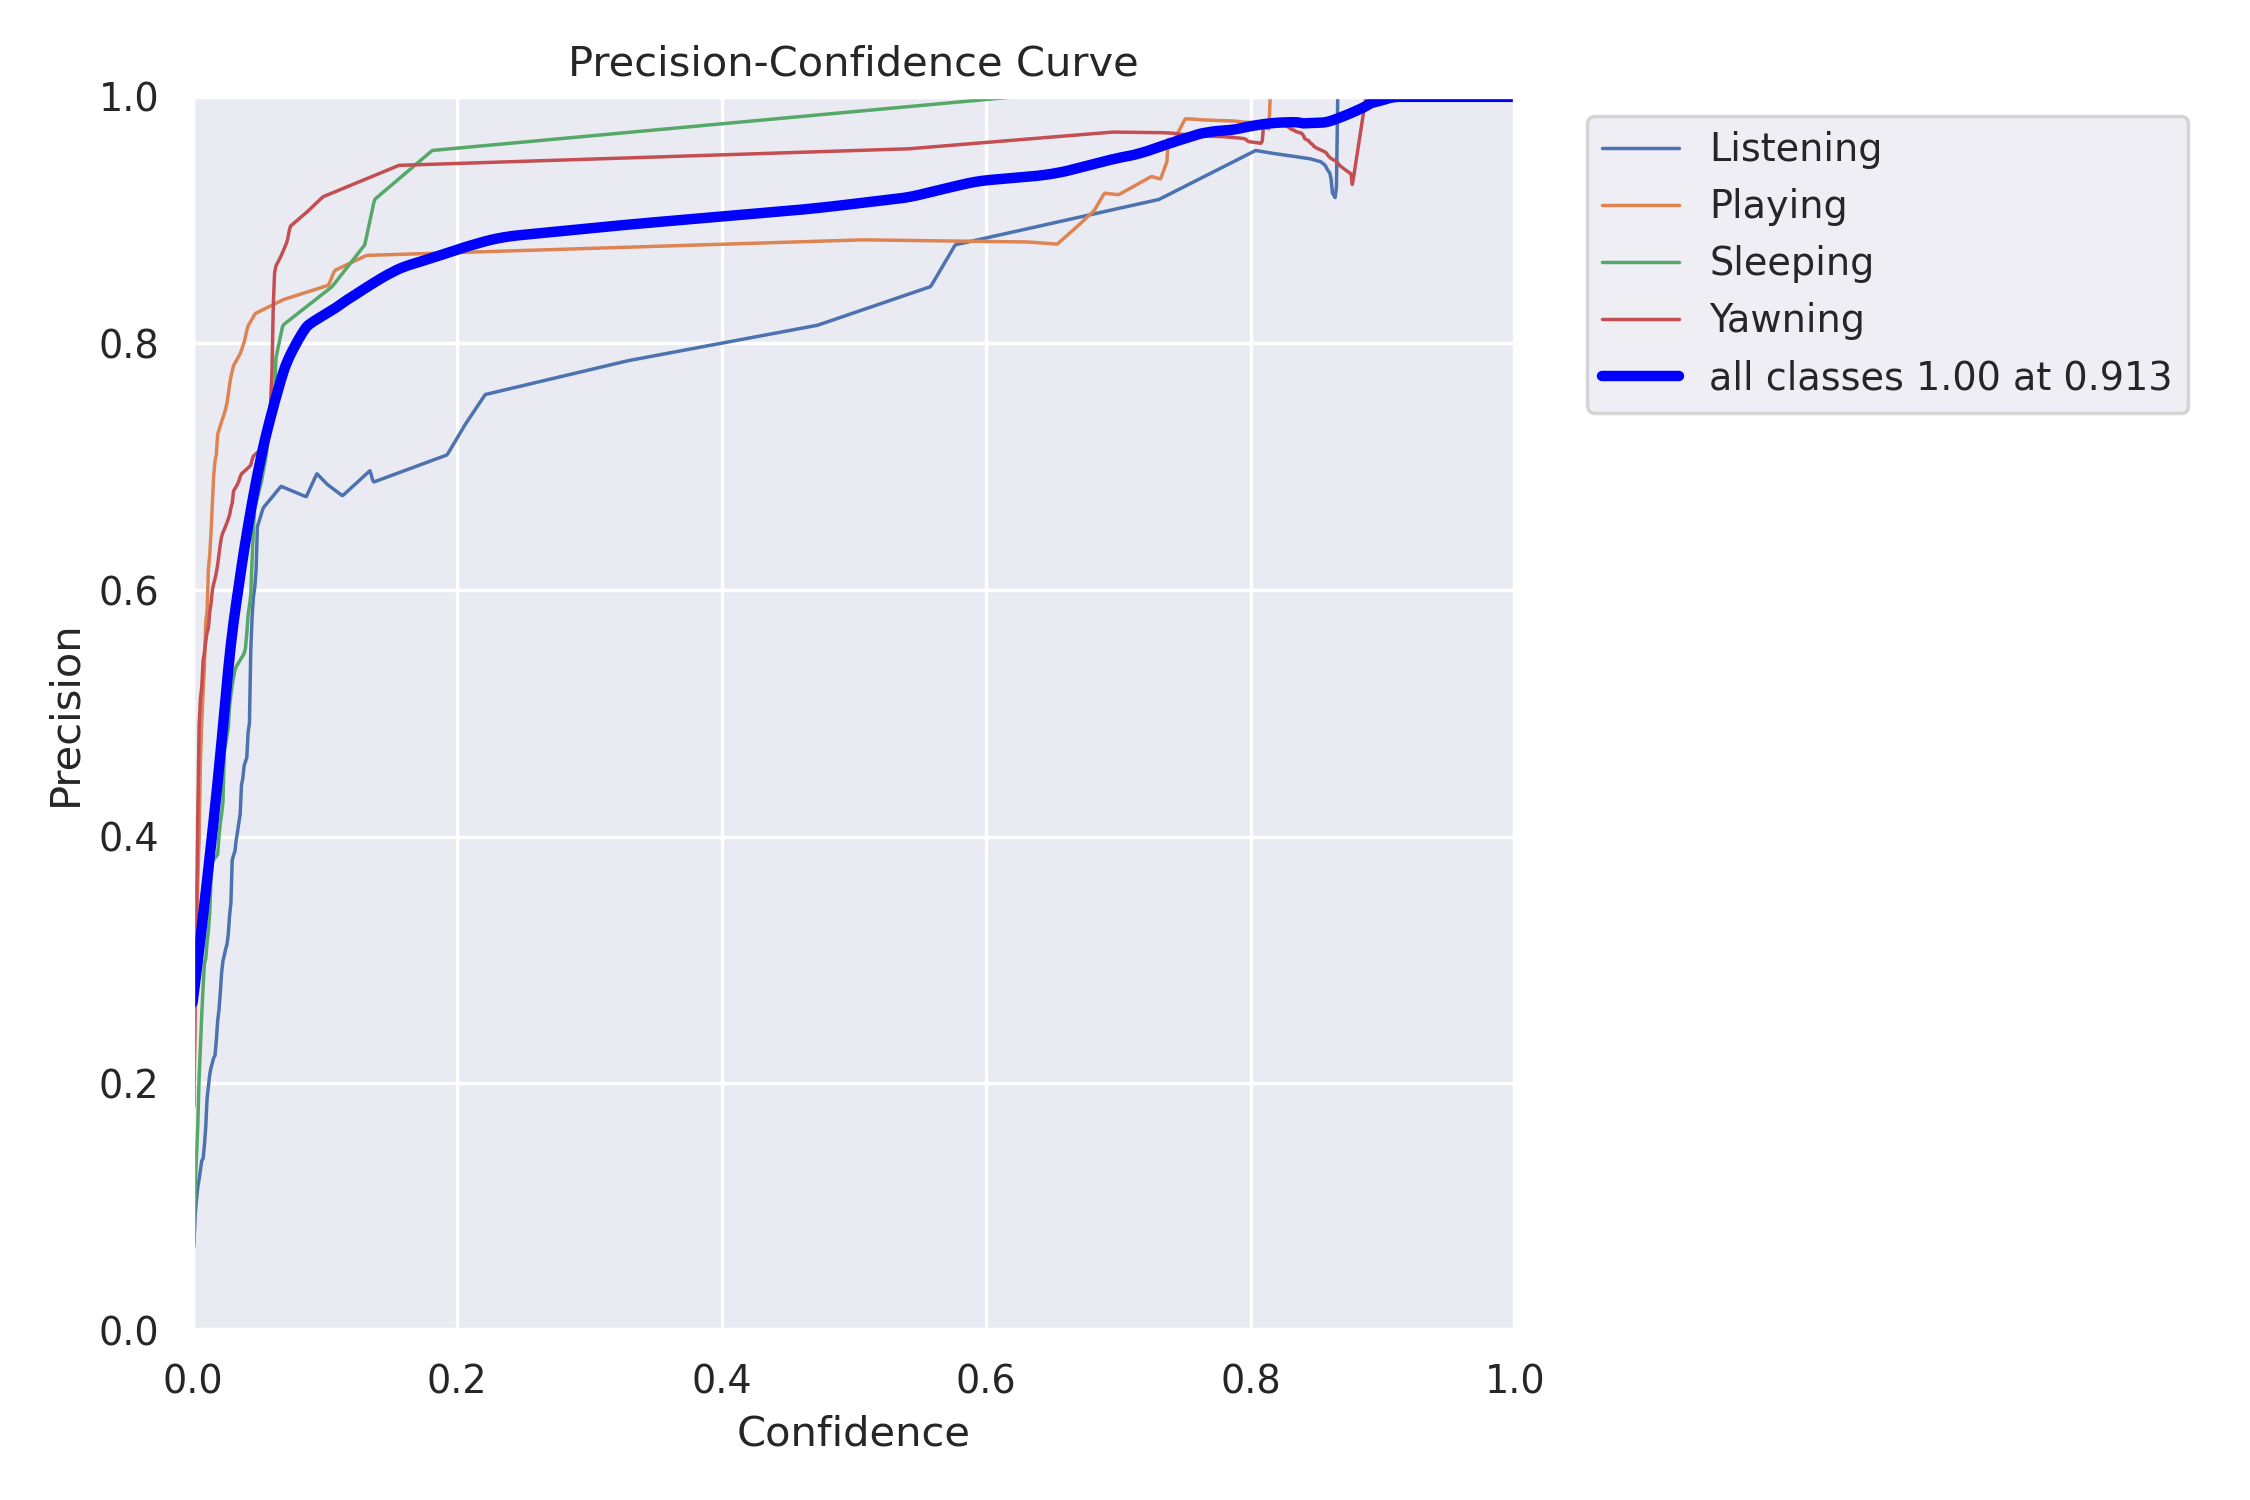 Precision-Confidence Curve
1.0
0.8
0.6
0.4
0.2
0.0
Precision
0.0 0.2 0.4 0.6 0.8 1.0
Confidence
Listening
Playing
Sleeping
Yawning
all classes 1.00 at 0.913